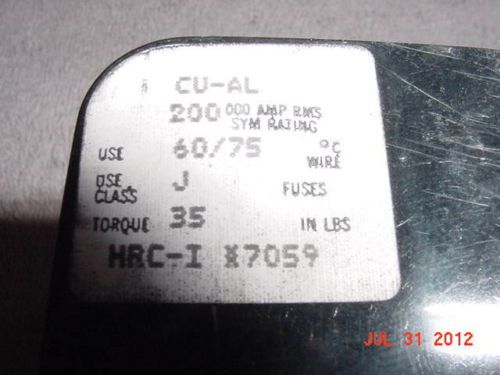 CU-AL
200 000 AMP RMS
SYM RATING
USE 60/75 °C
WIRE
USE J FUSES
CLASS
TORQUE 35 IN LBS
HRC-I X7059
JUL 31 2012